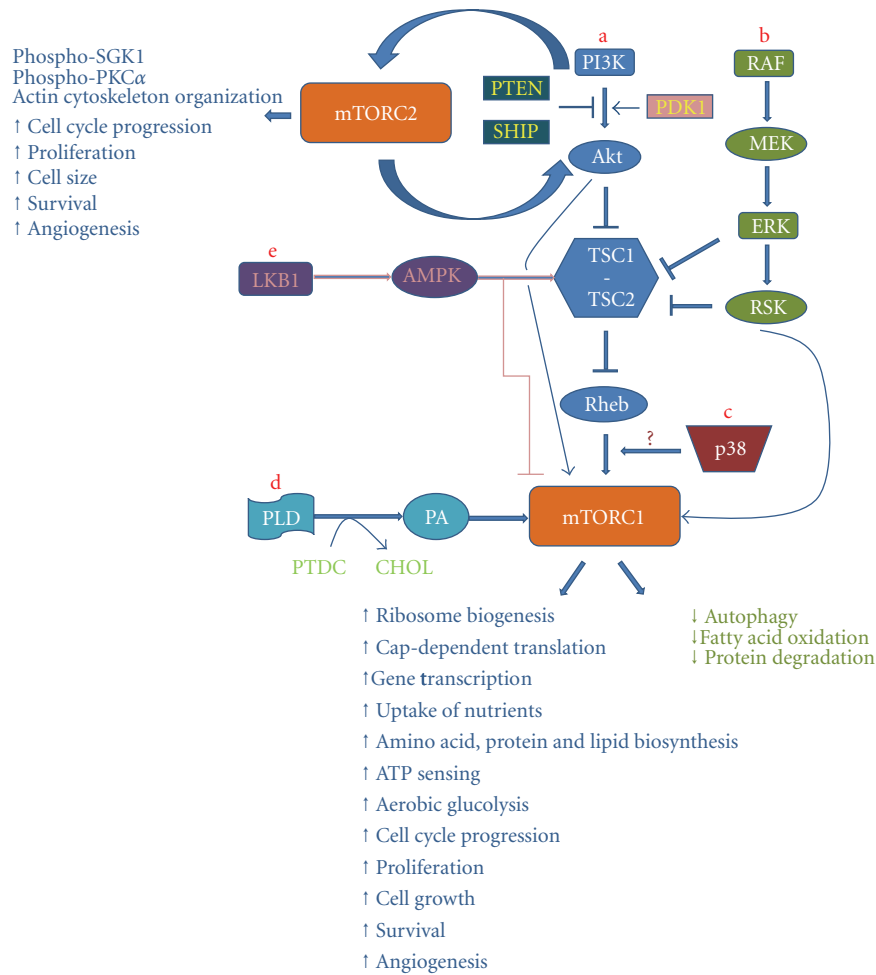 a
b
PI3K
RAF
Phospho-SGK1
Phospho-PKCα
Actin cytoskeleton organization
↑ Cell cycle progression
↑ Proliferation
↑ Cell size
↑ Survival
↑ Angiogenesis
mTORC2
PTEN
SHIP
PDK1
Akt
MEK
ERK
RSK
e
LKB1
AMPK
TSC1
-
TSC2
Rheb
c
?
p38
d
PLD
PA
mTORC1
PTDC
CHOL
↑ Ribosome biogenesis
↑ Cap-dependent translation
↑Gene transcription
↑ Uptake of nutrients
↑ Amino acid, protein and lipid biosynthesis
↑ ATP sensing
↑ Aerobic glucolysis
↑ Cell cycle progression
↑ Proliferation
↑ Cell growth
↑ Survival
↑ Angiogenesis
↓ Autophagy
↓Fatty acid oxidation
↓ Protein degradation